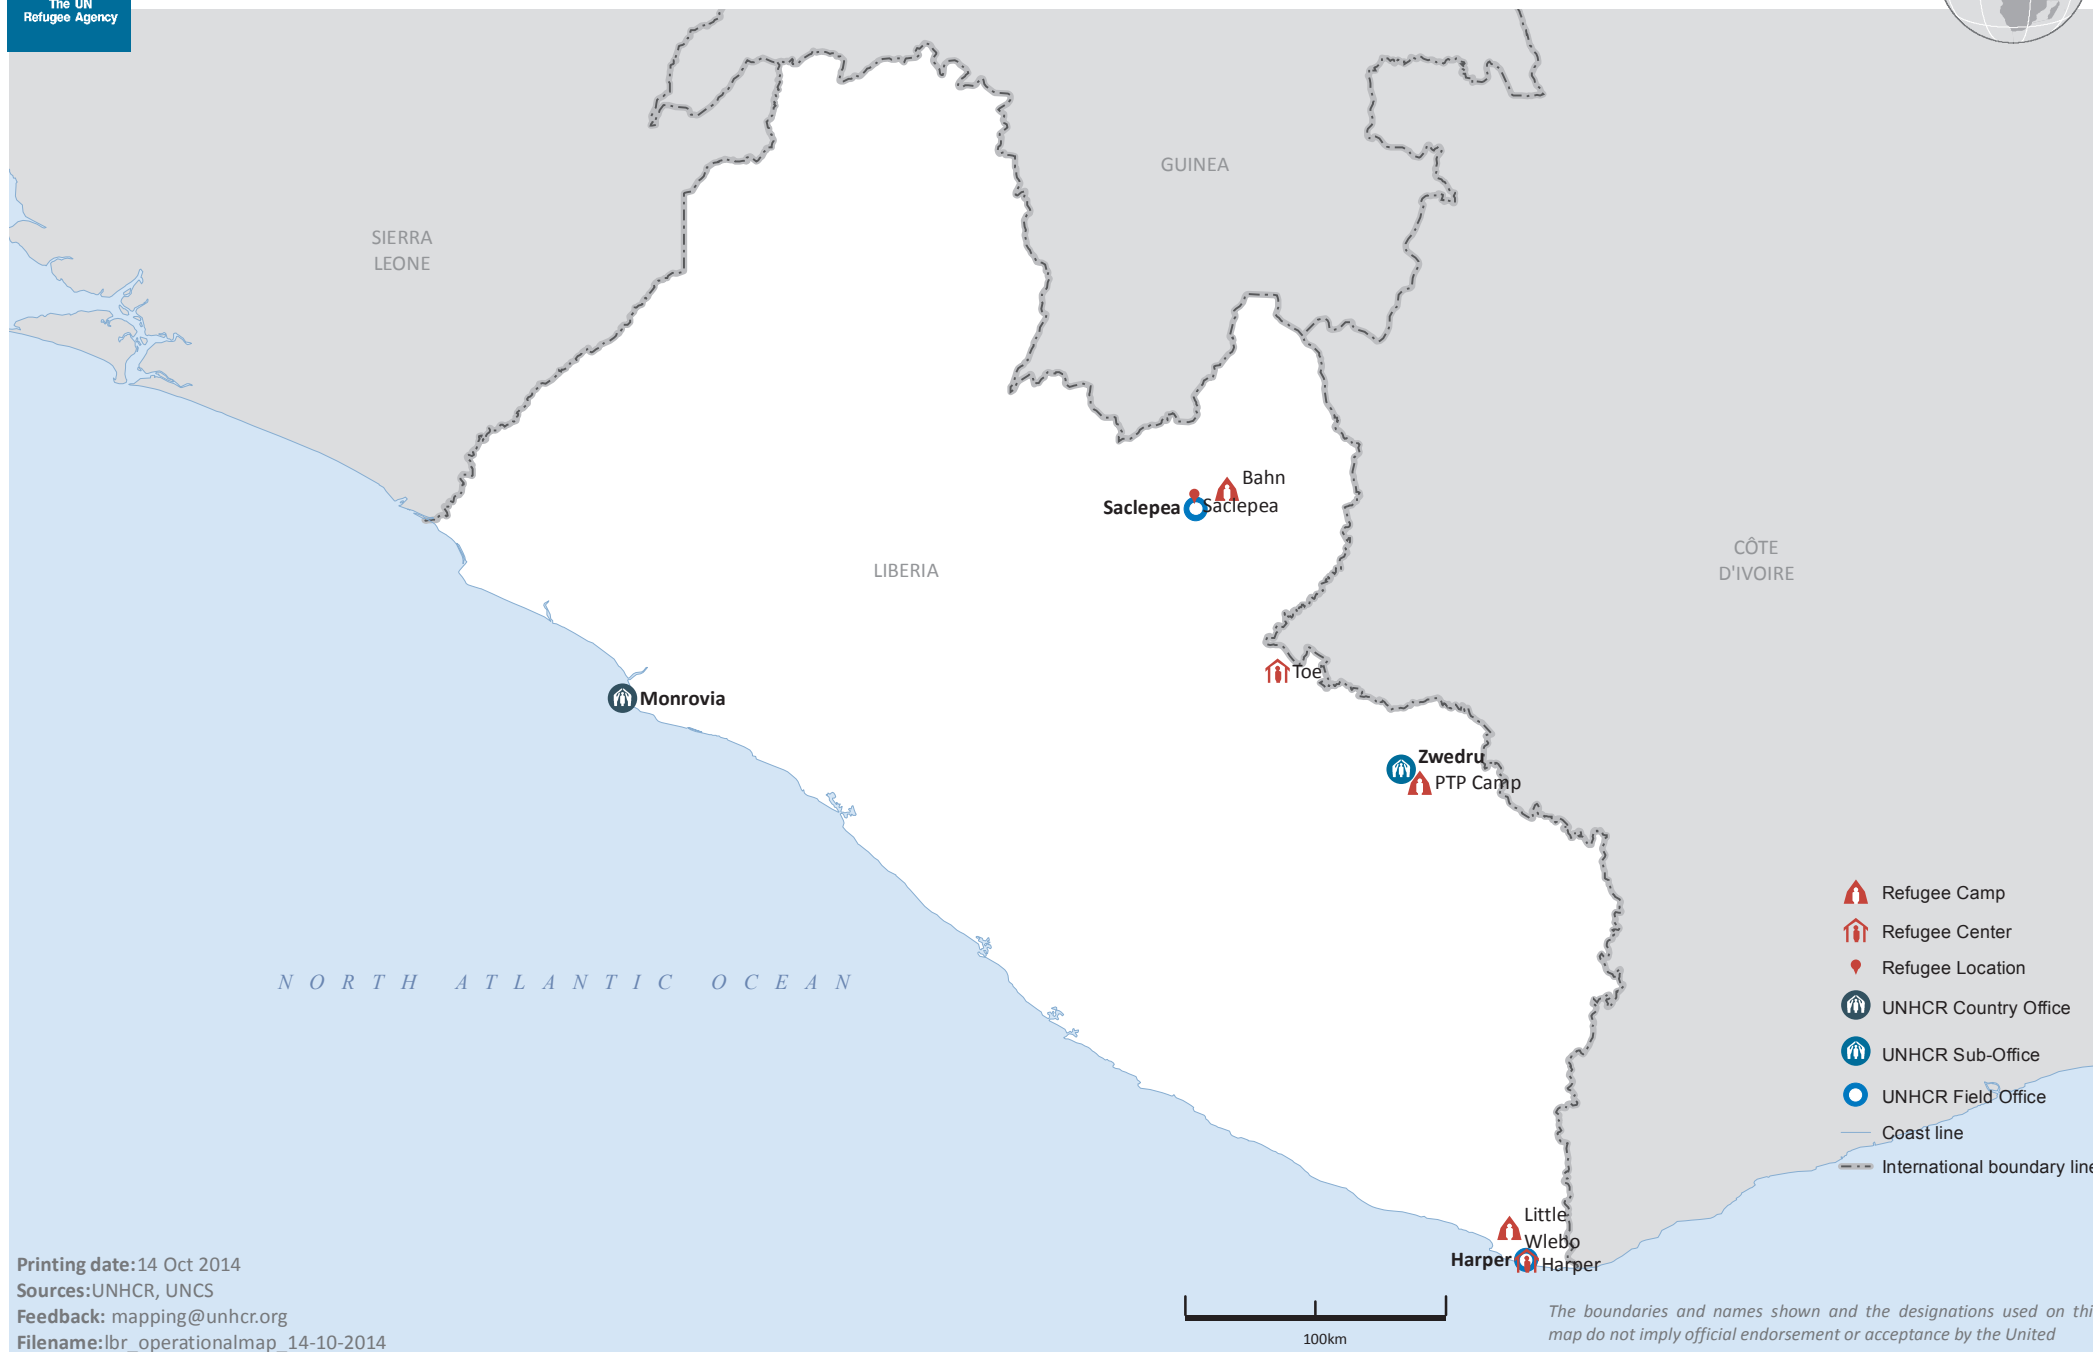 The UN
Refugee Agency
GUINEA
SIERRA
LEONE
Bahn
Saclepea
Saclepea
CÔTE
D'IVOIRE
LIBERIA
Toe
Monrovia
Zwedru
PTP Camp
Refugee Camp
Refugee Center
Refugee Location
NORTH ATLANTIC OCEAN
UNHCR Country Office
UNHCR Sub-Office
UNHCR Field Office
Coast line
International boundary line
Little
Wlebo
Harper
Harper
Printing date:14 Oct 2014
Sources:UNHCR, UNCS
Feedback: mapping@unhcr.org
Filename:lbr_operationalmap_14-10-2014
100km
The boundaries and names shown and the designations used on thi
map do not imply official endorsement or acceptance by the United